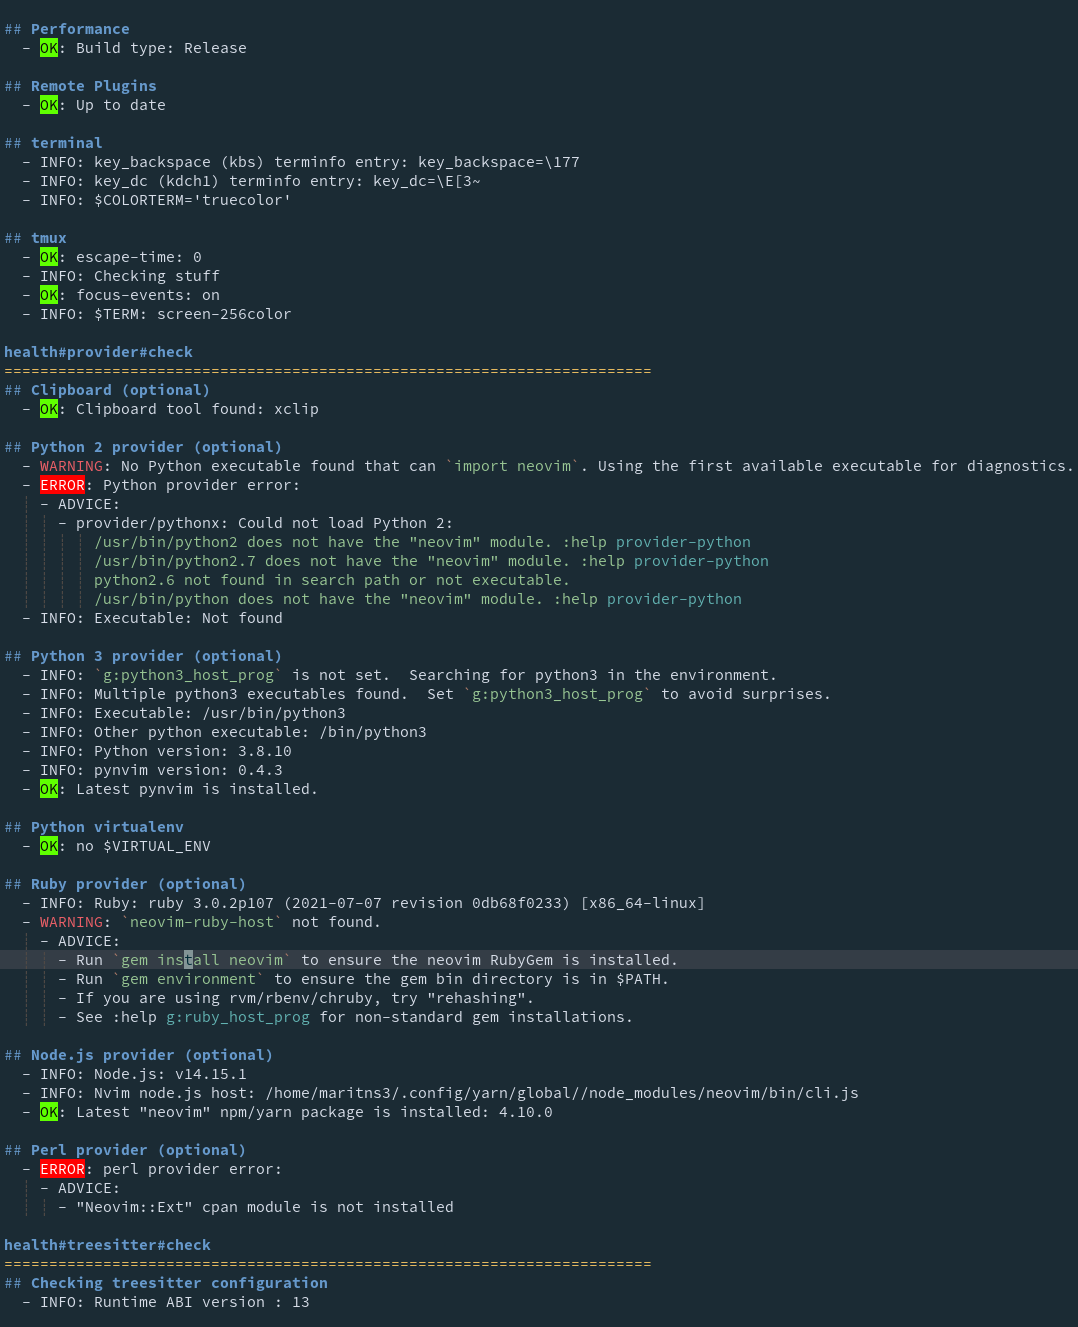 ## Performance
  - OK: Build type: Release

## Remote Plugins
  - OK: Up to date

## terminal
  - INFO: key_backspace (kbs) terminfo entry: key_backspace=\177
  - INFO: key_dc (kdch1) terminfo entry: key_dc=\E[3~
  - INFO: $COLORTERM='truecolor'

## tmux
  - OK: escape-time: 0
  - INFO: Checking stuff
  - OK: focus-events: on
  - INFO: $TERM: screen-256color

health#provider#check
========================================================================
## Clipboard (optional)
  - OK: Clipboard tool found: xclip

## Python 2 provider (optional)
  - WARNING: No Python executable found that can `import neovim`. Using the first available executable for diagnostics.
  - ERROR: Python provider error:
    - ADVICE:
      - provider/pythonx: Could not load Python 2:
          /usr/bin/python2 does not have the "neovim" module. :help provider-python
          /usr/bin/python2.7 does not have the "neovim" module. :help provider-python
          python2.6 not found in search path or not executable.
          /usr/bin/python does not have the "neovim" module. :help provider-python
  - INFO: Executable: Not found

## Python 3 provider (optional)
  - INFO: `g:python3_host_prog` is not set.  Searching for python3 in the environment.
  - INFO: Multiple python3 executables found.  Set `g:python3_host_prog` to avoid surprises.
  - INFO: Executable: /usr/bin/python3
  - INFO: Other python executable: /bin/python3
  - INFO: Python version: 3.8.10
  - INFO: pynvim version: 0.4.3
  - OK: Latest pynvim is installed.

## Python virtualenv
  - OK: no $VIRTUAL_ENV

## Ruby provider (optional)
  - INFO: Ruby: ruby 3.0.2p107 (2021-07-07 revision 0db68f0233) [x86_64-linux]
  - WARNING: `neovim-ruby-host` not found.
    - ADVICE:
      - Run `gem install neovim` to ensure the neovim RubyGem is installed.
      - Run `gem environment` to ensure the gem bin directory is in $PATH.
      - If you are using rvm/rbenv/chruby, try "rehashing".
      - See :help g:ruby_host_prog for non-standard gem installations.

## Node.js provider (optional)
  - INFO: Node.js: v14.15.1
  - INFO: Nvim node.js host: /home/maritns3/.config/yarn/global//node_modules/neovim/bin/cli.js
  - OK: Latest "neovim" npm/yarn package is installed: 4.10.0

## Perl provider (optional)
  - ERROR: perl provider error:
    - ADVICE:
      - "Neovim::Ext" cpan module is not installed

health#treesitter#check
========================================================================
## Checking treesitter configuration
  - INFO: Runtime ABI version : 13